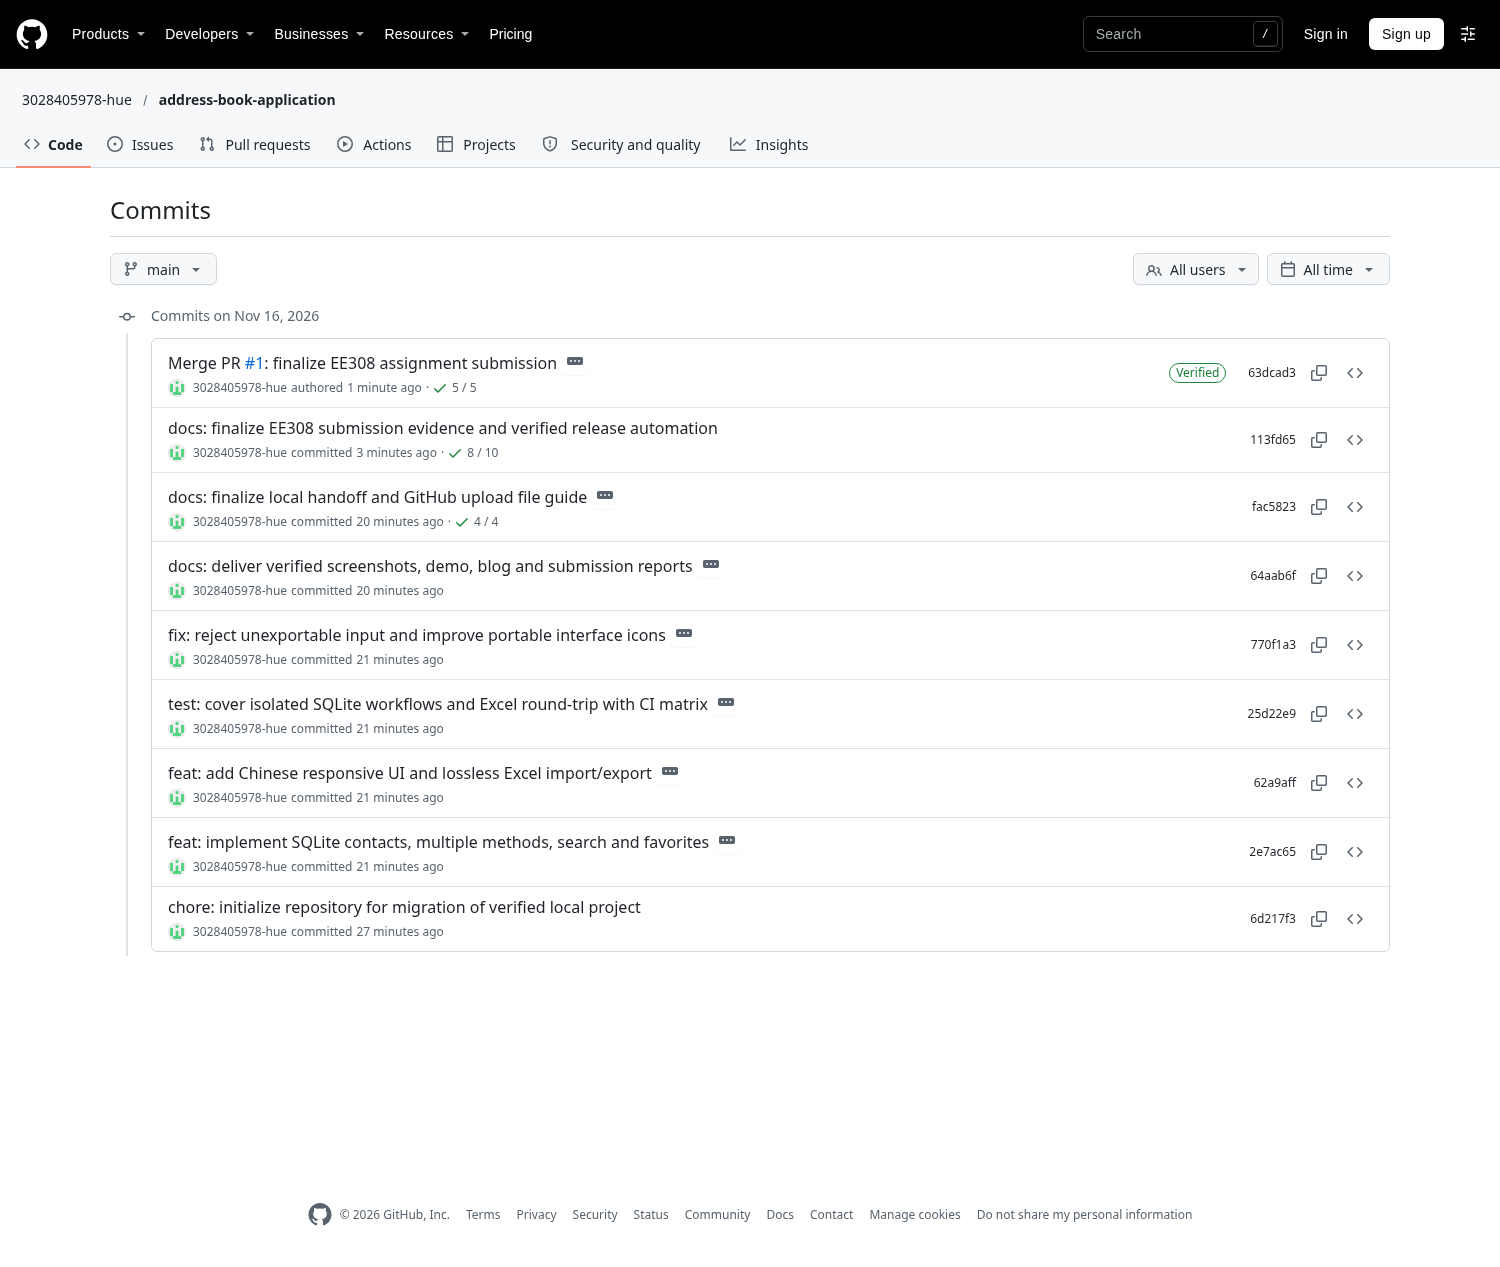 Products Developers Businesses Resources Pricing Search / Sign in Sign up
3028405978-hue / address-book-application
Code Issues Pull requests Actions Projects Security and quality Insights
Commits
main All users All time
Commits on Nov 16, 2026
Merge PR #1: finalize EE308 assignment submission
3028405978-hue authored 1 minute ago · 5 / 5
Verified 63dcad3
docs: finalize EE308 submission evidence and verified release automation
3028405978-hue committed 3 minutes ago · 8 / 10
113fd65
docs: finalize local handoff and GitHub upload file guide
3028405978-hue committed 20 minutes ago · 4 / 4
fac5823
docs: deliver verified screenshots, demo, blog and submission reports
3028405978-hue committed 20 minutes ago
64aab6f
fix: reject unexportable input and improve portable interface icons
3028405978-hue committed 21 minutes ago
770f1a3
test: cover isolated SQLite workflows and Excel round-trip with CI matrix
3028405978-hue committed 21 minutes ago
25d22e9
feat: add Chinese responsive UI and lossless Excel import/export
3028405978-hue committed 21 minutes ago
62a9aff
feat: implement SQLite contacts, multiple methods, search and favorites
3028405978-hue committed 21 minutes ago
2e7ac65
chore: initialize repository for migration of verified local project
3028405978-hue committed 27 minutes ago
6d217f3
© 2026 GitHub, Inc. Terms Privacy Security Status Community Docs Contact Manage cookies Do not share my personal information